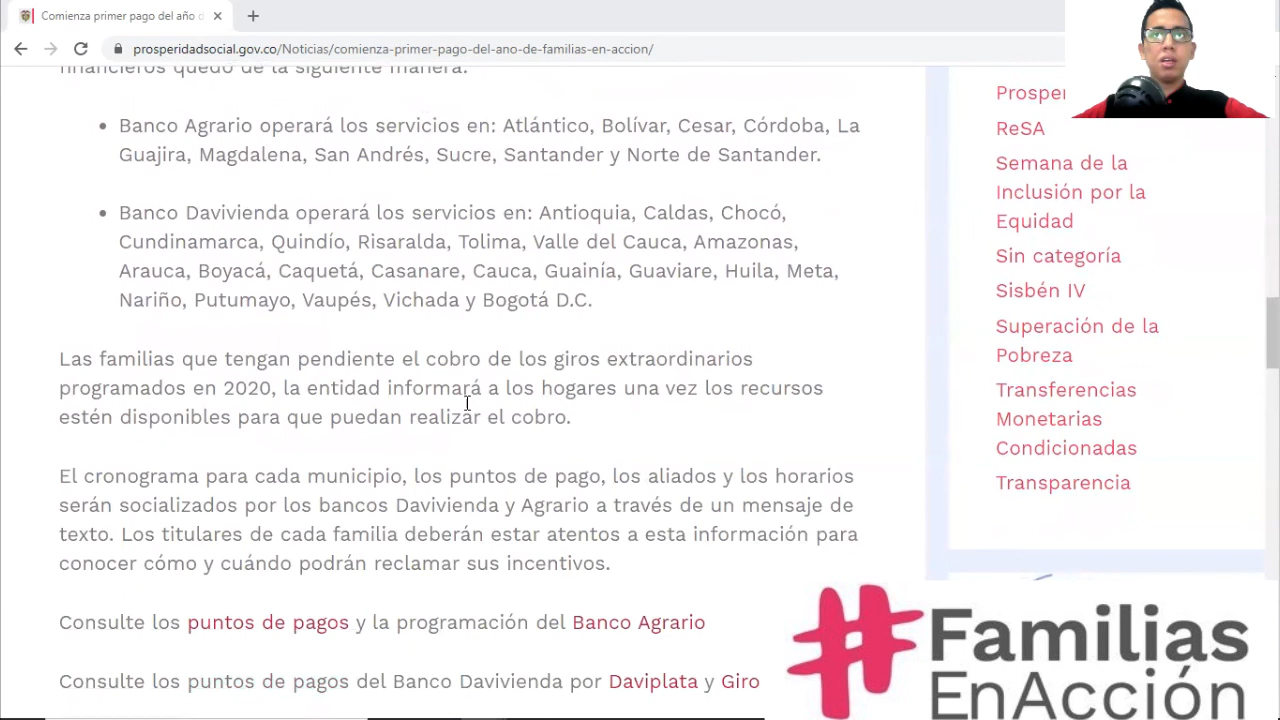 Comienza primer pago del año d
prosperidadsocial.gov.co/Noticias/comienza-primer-pago-del-ano-de-familias-en-accion/
financieros quedó de la siguiente manera:
• Banco Agrario operará los servicios en: Atlántico, Bolívar, Cesar, Córdoba, La
Guajira, Magdalena, San Andrés, Sucre, Santander y Norte de Santander.
• Banco Davivienda operará los servicios en: Antioquia, Caldas, Chocó,
Cundinamarca, Quindío, Risaralda, Tolima, Valle del Cauca, Amazonas,
Arauca, Boyacá, Caquetá, Casanare, Cauca, Guainía, Guaviare, Huila, Meta,
Nariño, Putumayo, Vaupés, Vichada y Bogotá D.C.
Las familias que tengan pendiente el cobro de los giros extraordinarios
programados en 2020, la entidad informará a los hogares una vez los recursos
estén disponibles para que puedan realizar el cobro.
El cronograma para cada municipio, los puntos de pago, los aliados y los horarios
serán socializados por los bancos Davivienda y Agrario a través de un mensaje de
texto. Los titulares de cada familia deberán estar atentos a esta información para
conocer cómo y cuándo podrán reclamar sus incentivos.
Consulte los puntos de pagos y la programación del Banco Agrario
Consulte los puntos de pagos del Banco Davivienda por Daviplata y Giro
Prosper
ReSA
Semana de la
Inclusión por la
Equidad
Sin categoría
Sisbén IV
Superación de la
Pobreza
Transferencias
Monetarias
Condicionadas
Transparencia
#Familias
EnAcción